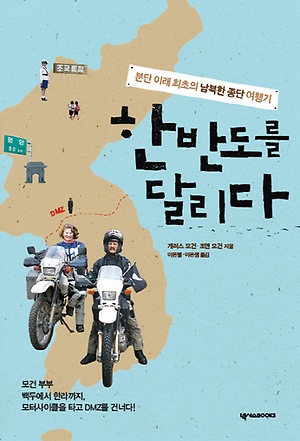 조국통일
분단 이래 최초의 남북한 종단 여행기
한반도를
달리다
평양
DMZ
개러스 모건·조앤 모건 지음
이은별·이은샘 옮김
모건 부부
백두에서 한라까지,
모터사이클을 타고 DMZ를 건너다!
넥서스BOOKS